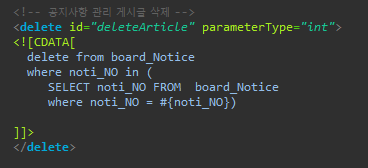 <!-- 공지사항 관리 게시글 삭제 -->
<delete id="deleteArticle" parameterType="int">
<![CDATA[
delete from board_Notice
where noti_NO in (
SELECT noti_NO FROM  board_Notice
where noti_NO = #{noti_NO})
]]>
</delete>